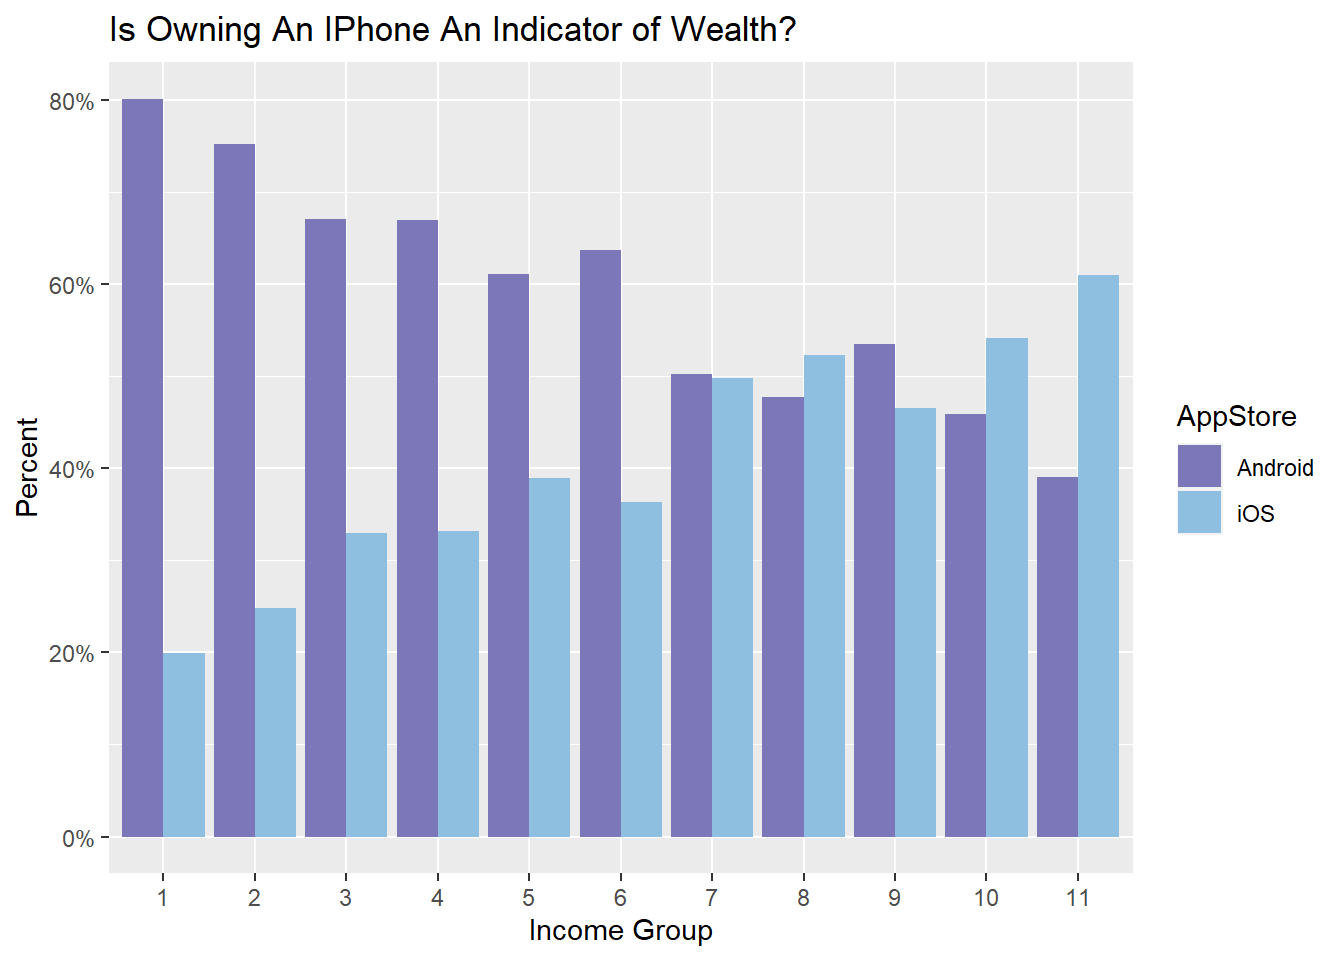 Is Owning An IPhone An Indicator of Wealth?
80%
60%
40%
20%
0%
Percent
1 2 3 4 5 6 7 8 9 10 11
Income Group
AppStore
Android
iOS